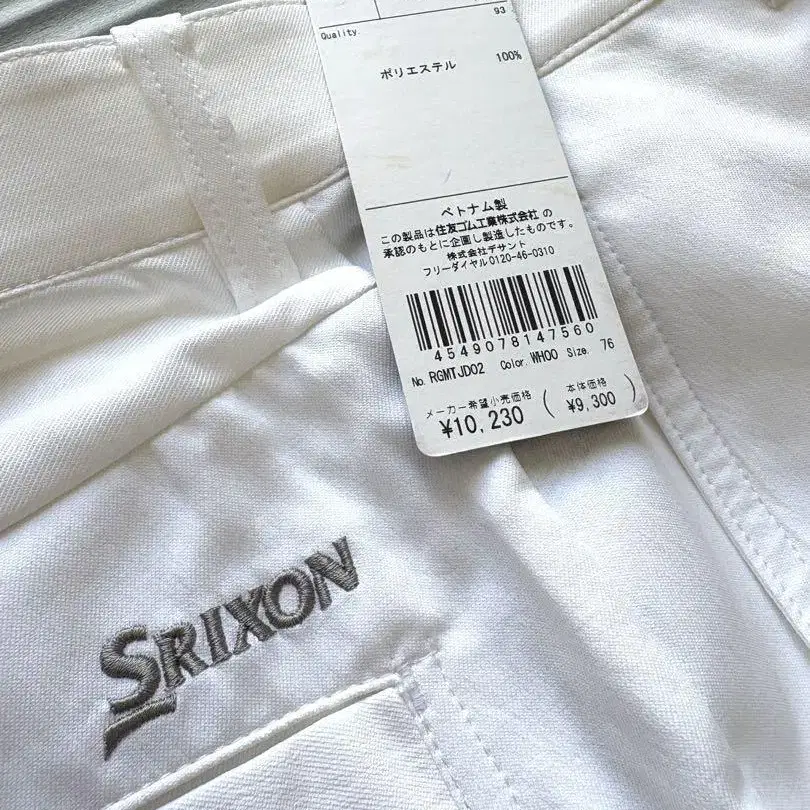 93
Quality.
ポリエステル 100%
ベトナム製
この製品は住友ゴム工業株式会社の
承認のもとに企画し製造したものです。
株式会社デサント
フリーダイヤル0120-46-0310
4549078147560
No. RGMTJD02 Color. WH00 Size. 76
メーカー希望小売価格 (本体価格)
¥10,230 (¥9,300)
SRIXON